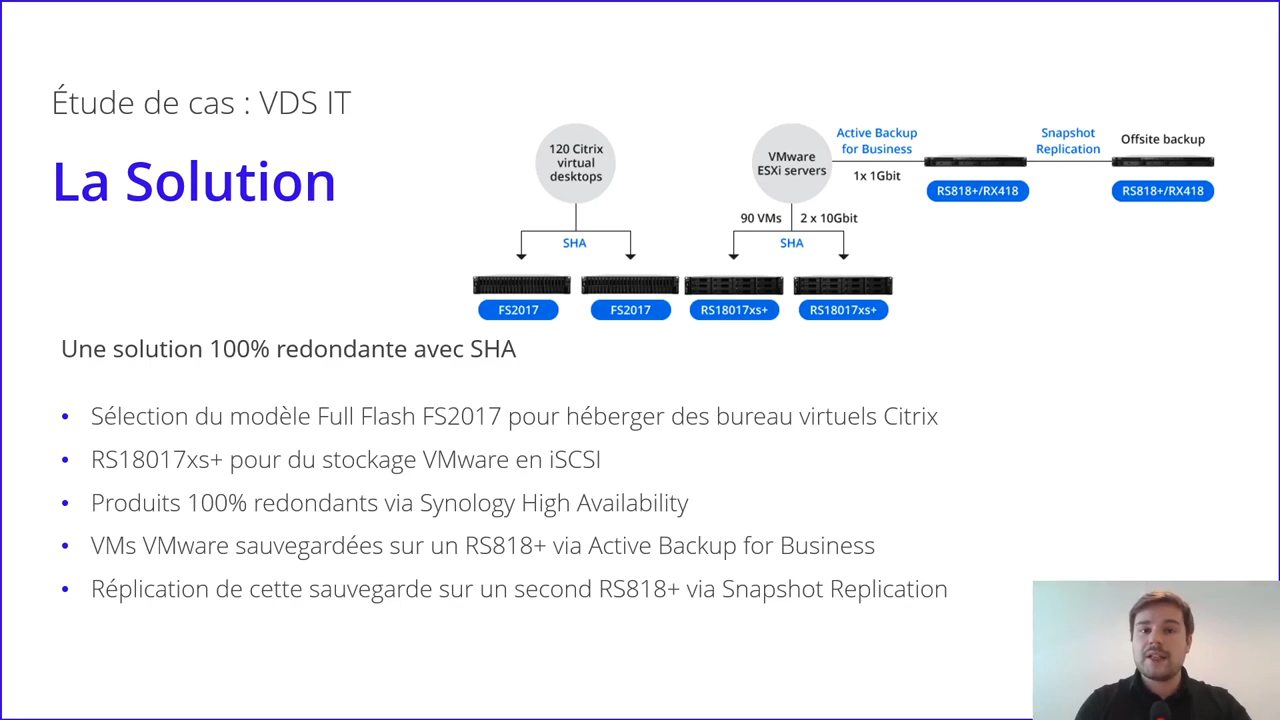 Étude de cas : VDS IT
La Solution
120 Citrix
virtual
desktops
SHA
FS2017
FS2017
VMware
ESXi servers
90 VMs
2 x 10Gbit
SHA
RS18017xs+
RS18017xs+
Active Backup
for Business
1x 1Gbit
RS818+/RX418
Snapshot
Replication
Offsite backup
RS818+/RX418
Une solution 100% redondante avec SHA
• Sélection du modèle Full Flash FS2017 pour héberger des bureau virtuels Citrix
• RS18017xs+ pour du stockage VMware en iSCSI
• Produits 100% redondants via Synology High Availability
• VMs VMware sauvegardées sur un RS818+ via Active Backup for Business
• Réplication de cette sauvegarde sur un second RS818+ via Snapshot Replication